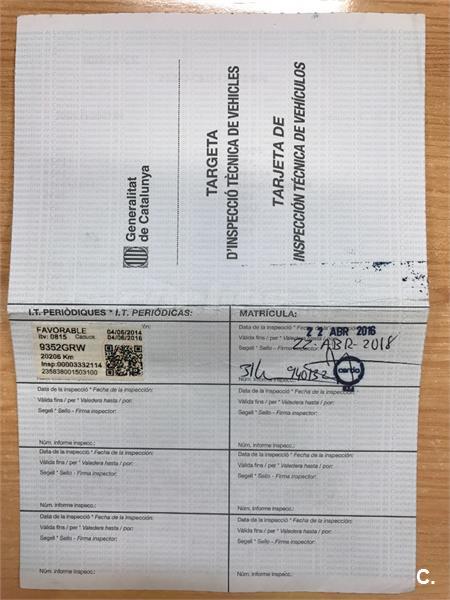 Generalitat
de Catalunya
TARGETA
D'INSPECCIÓ TÈCNICA DE VEHICLES
TARJETA DE
INSPECCIÓN TÉCNICA DE VEHÍCULOS
I.T. PERIÒDIQUES * I.T. PERIÓDICAS:
MATRÍCULA:
FAVORABLE 04/06/2014
itv: 0815 Caduca: 04/06/2016
9352GRW
20206 Km
Insp:00003332114
235838001503100
Data de la inspecció * Fecha de la inspección:
2 2 ABR 2016
Vàlida fins / per * Valedera hasta / por:
22-ABR-2018
Segell * Sello - Firma inspector:
Data de la inspecció * Fecha de la inspección:
Vàlida fins / per * Valedera hasta / por:
Segell * Sello - Firma inspector:
Núm. informe inspecc.:
Data de la inspecció * Fecha de la inspección:
Vàlida fins / per * Valedera hasta / por:
Segell * Sello - Firma inspector:
Núm. informe inspecc.:
Data de la inspecció * Fecha de la inspección:
Vàlida fins / per * Valedera hasta / por:
Segell * Sello - Firma inspector:
Núm. informe inspecc.:
Data de la inspecció * Fecha de la inspección:
Vàlida fins / per * Valedera hasta / por:
Segell * Sello - Firma inspector:
Núm. informe inspecc.:
Data de la inspecció * Fecha de la inspección:
Vàlida fins / per * Valedera hasta / por:
Segell * Sello - Firma inspector:
Núm. informe inspecc.:
Data de la inspecció * Fecha de la inspección:
Vàlida fins / per * Valedera hasta / por:
Segell * Sello - Firma inspector:
Núm. informe inspecc.:
C.